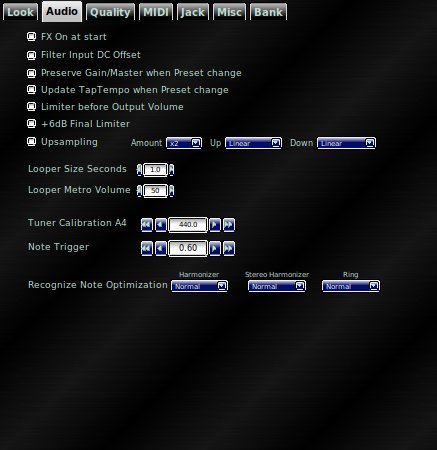 Look Audio Quality MIDI Jack Misc Bank
FX On at start
Filter Input DC Offset
Preserve Gain/Master when Preset change
Update TapTempo when Preset change
Limiter before Output Volume
+6dB Final Limiter
Upsampling Amount x2 Up Linear Down Linear
Looper Size Seconds 1.0
Looper Metro Volume 50
Tuner Calibration A4 440.0
Note Trigger 0.60
Harmonizer Stereo Harmonizer Ring
Recognize Note Optimization Normal Normal Normal